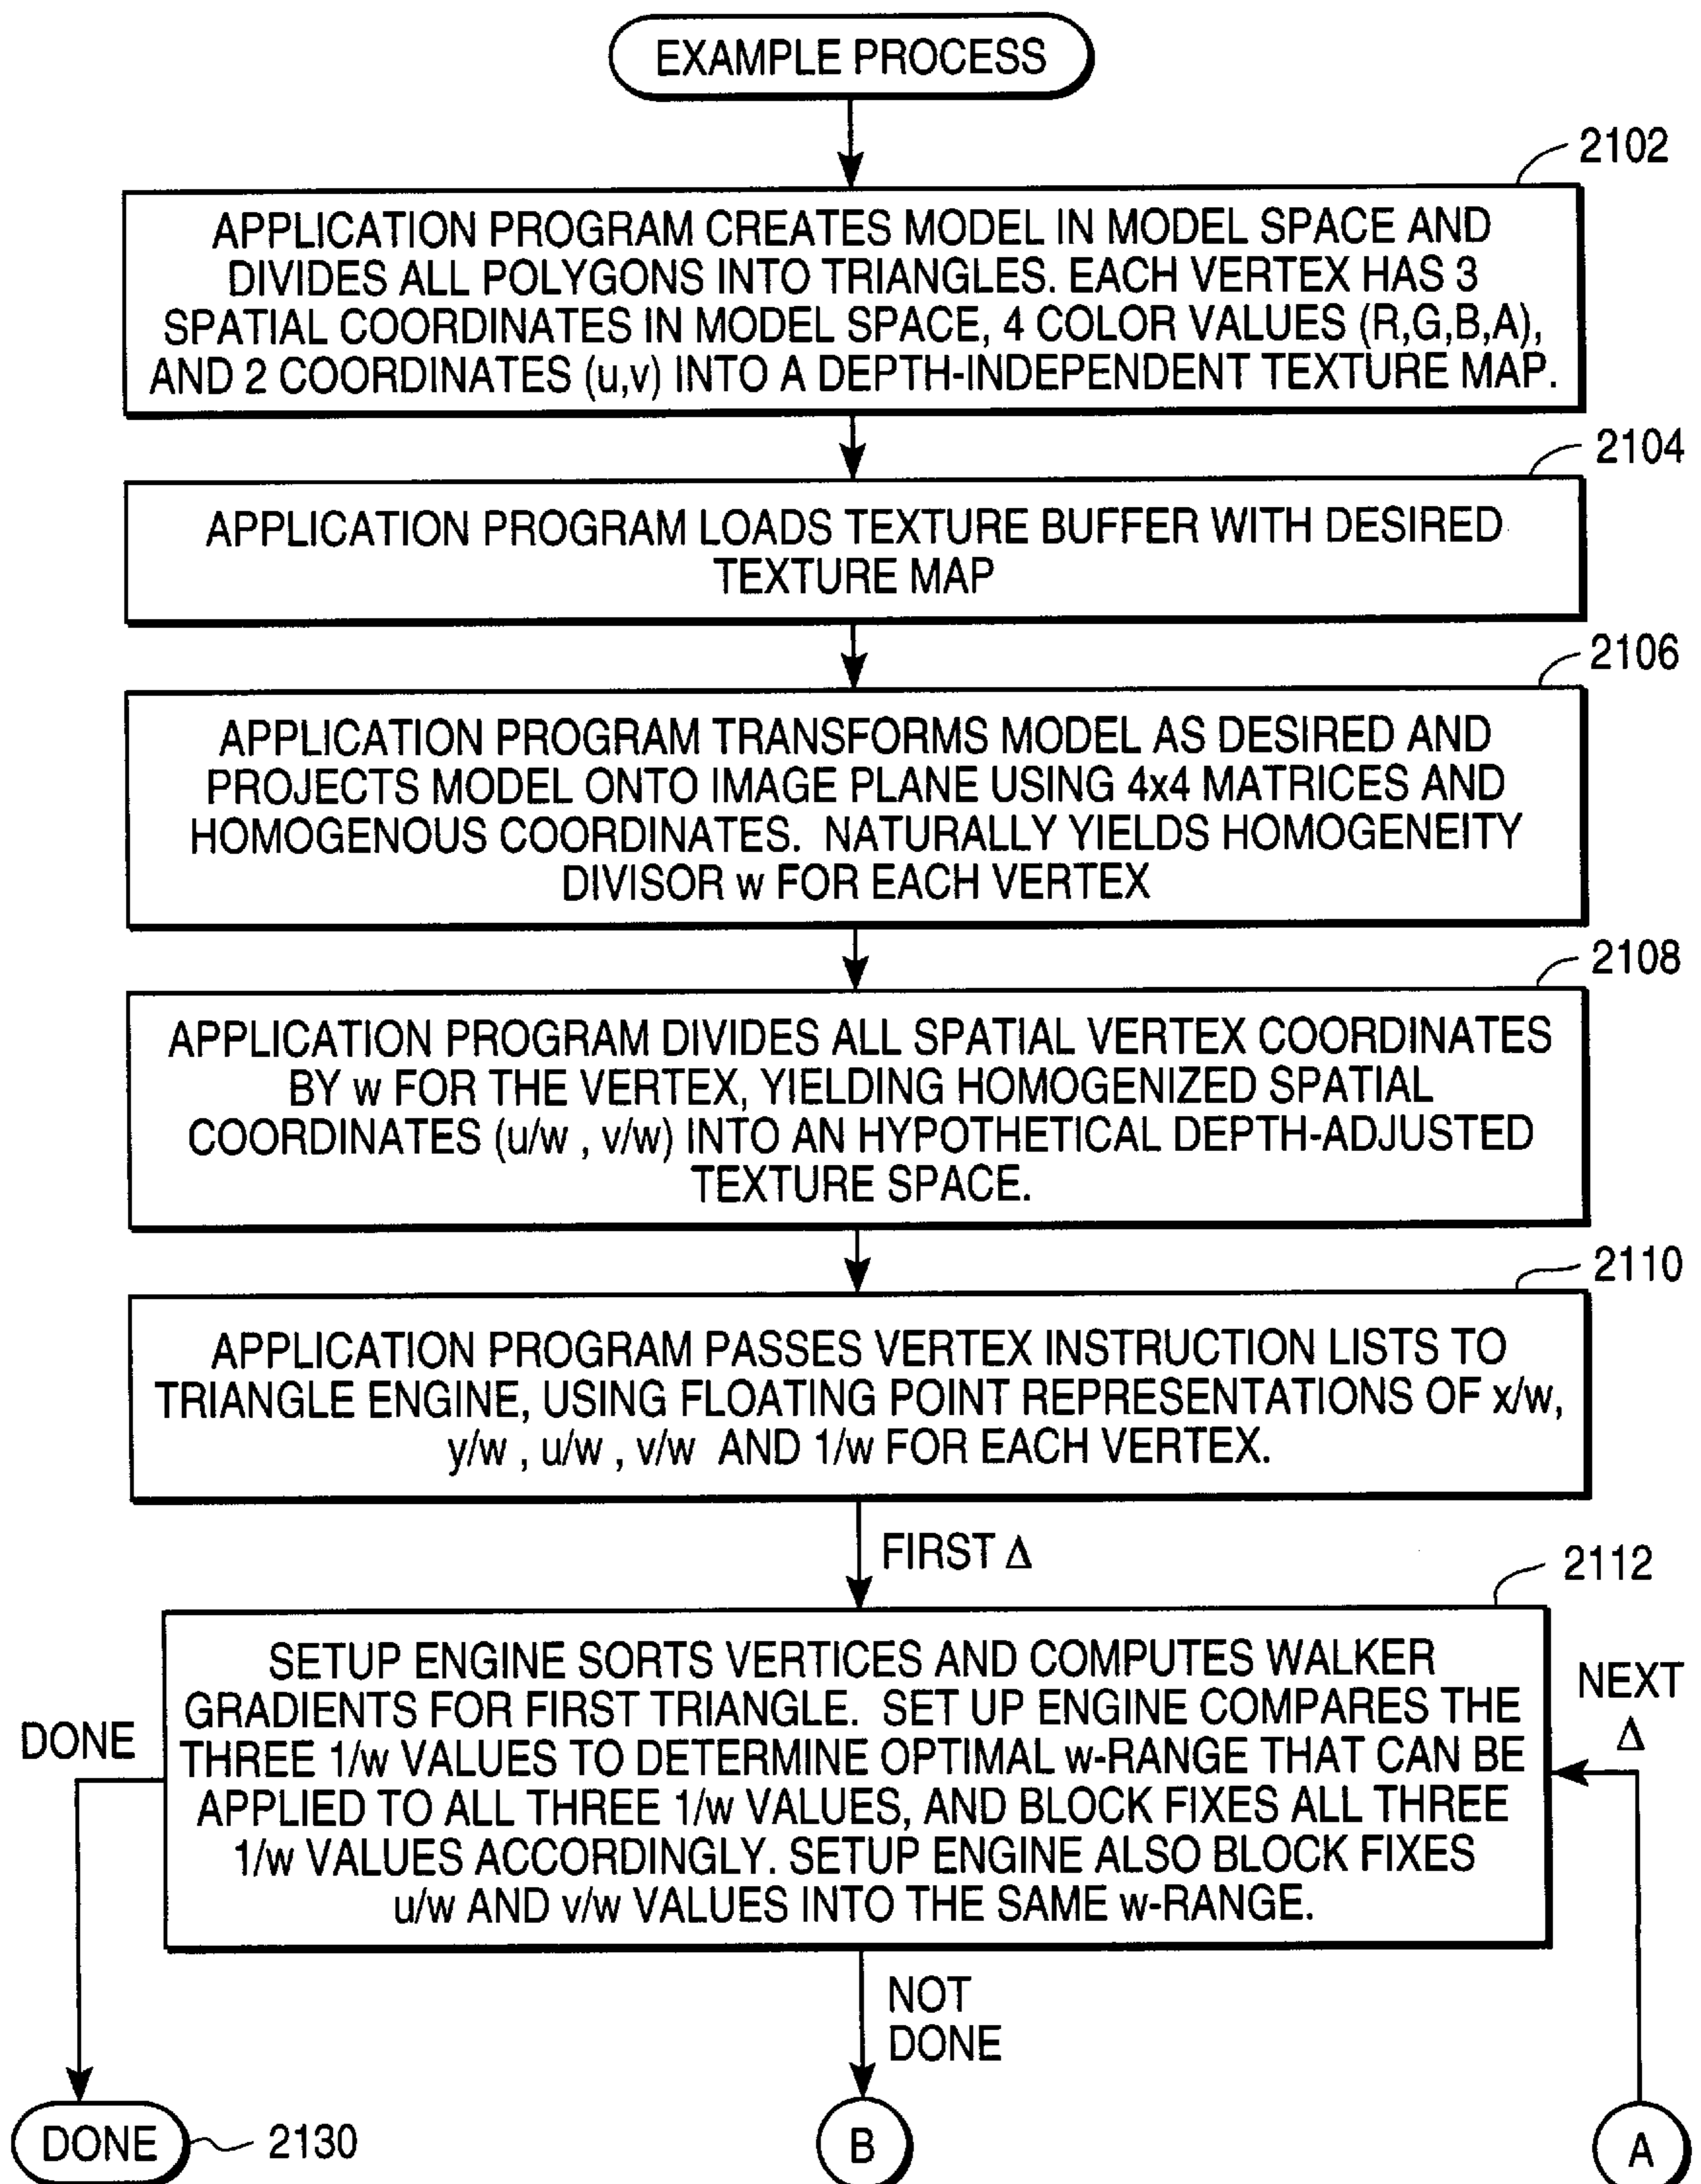 EXAMPLE PROCESS
2102
APPLICATION PROGRAM CREATES MODEL IN MODEL SPACE AND
DIVIDES ALL POLYGONS INTO TRIANGLES. EACH VERTEX HAS 3
SPATIAL COORDINATES IN MODEL SPACE, 4 COLOR VALUES (R,G,B,A),
AND 2 COORDINATES (u,v) INTO A DEPTH-INDEPENDENT TEXTURE MAP.
2104
APPLICATION PROGRAM LOADS TEXTURE BUFFER WITH DESIRED
TEXTURE MAP
2106
APPLICATION PROGRAM TRANSFORMS MODEL AS DESIRED AND
PROJECTS MODEL ONTO IMAGE PLANE USING 4x4 MATRICES AND
HOMOGENOUS COORDINATES. NATURALLY YIELDS HOMOGENEITY
DIVISOR w FOR EACH VERTEX
2108
APPLICATION PROGRAM DIVIDES ALL SPATIAL VERTEX COORDINATES
BY w FOR THE VERTEX, YIELDING HOMOGENIZED SPATIAL
COORDINATES (u/w , v/w) INTO AN HYPOTHETICAL DEPTH-ADJUSTED
TEXTURE SPACE.
2110
APPLICATION PROGRAM PASSES VERTEX INSTRUCTION LISTS TO
TRIANGLE ENGINE, USING FLOATING POINT REPRESENTATIONS OF x/w,
y/w , u/w , v/w AND 1/w FOR EACH VERTEX.
FIRST Δ
2112
SETUP ENGINE SORTS VERTICES AND COMPUTES WALKER
GRADIENTS FOR FIRST TRIANGLE. SET UP ENGINE COMPARES THE
THREE 1/w VALUES TO DETERMINE OPTIMAL w-RANGE THAT CAN BE
APPLIED TO ALL THREE 1/w VALUES, AND BLOCK FIXES ALL THREE
1/w VALUES ACCORDINGLY. SETUP ENGINE ALSO BLOCK FIXES
u/w AND v/w VALUES INTO THE SAME w-RANGE.
DONE
NEXT
Δ
NOT
DONE
DONE
2130
B
A